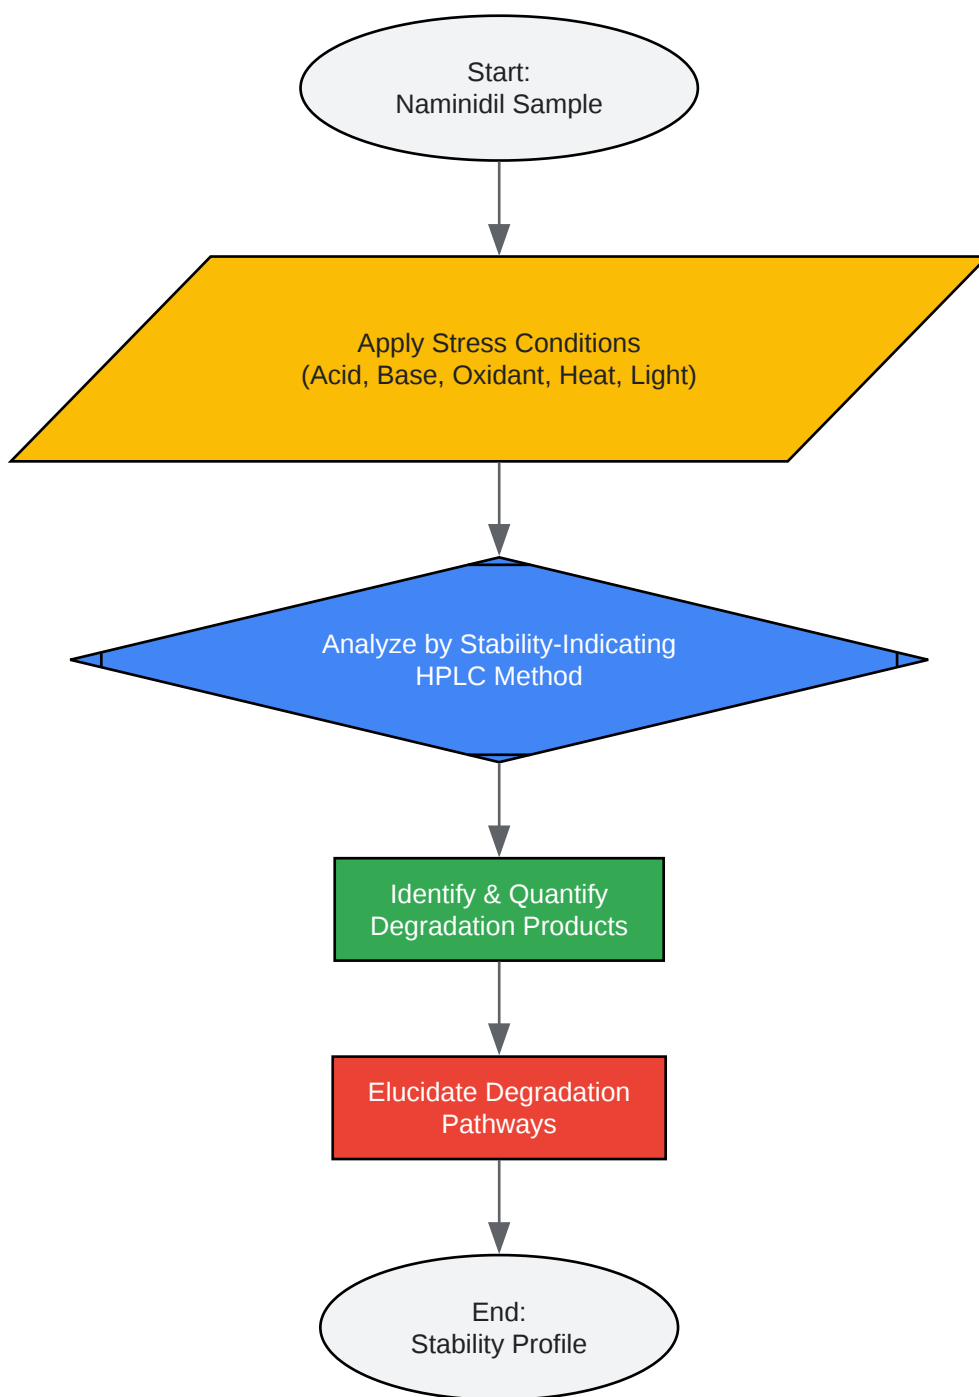 Start:
Naminidil Sample
Apply Stress Conditions
(Acid, Base, Oxidant, Heat, Light)
Analyze by Stability-Indicating
HPLC Method
Identify & Quantify
Degradation Products
Elucidate Degradation
Pathways
End:
Stability Profile